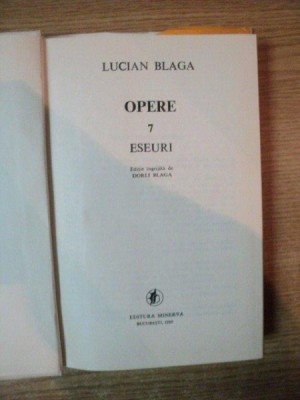 LUCIAN BLAGA
OPERE
7
ESEURI
Ediție îngrijită de
DORLI BLAGA
EDITURA MINERVA
BUCUREȘTI,